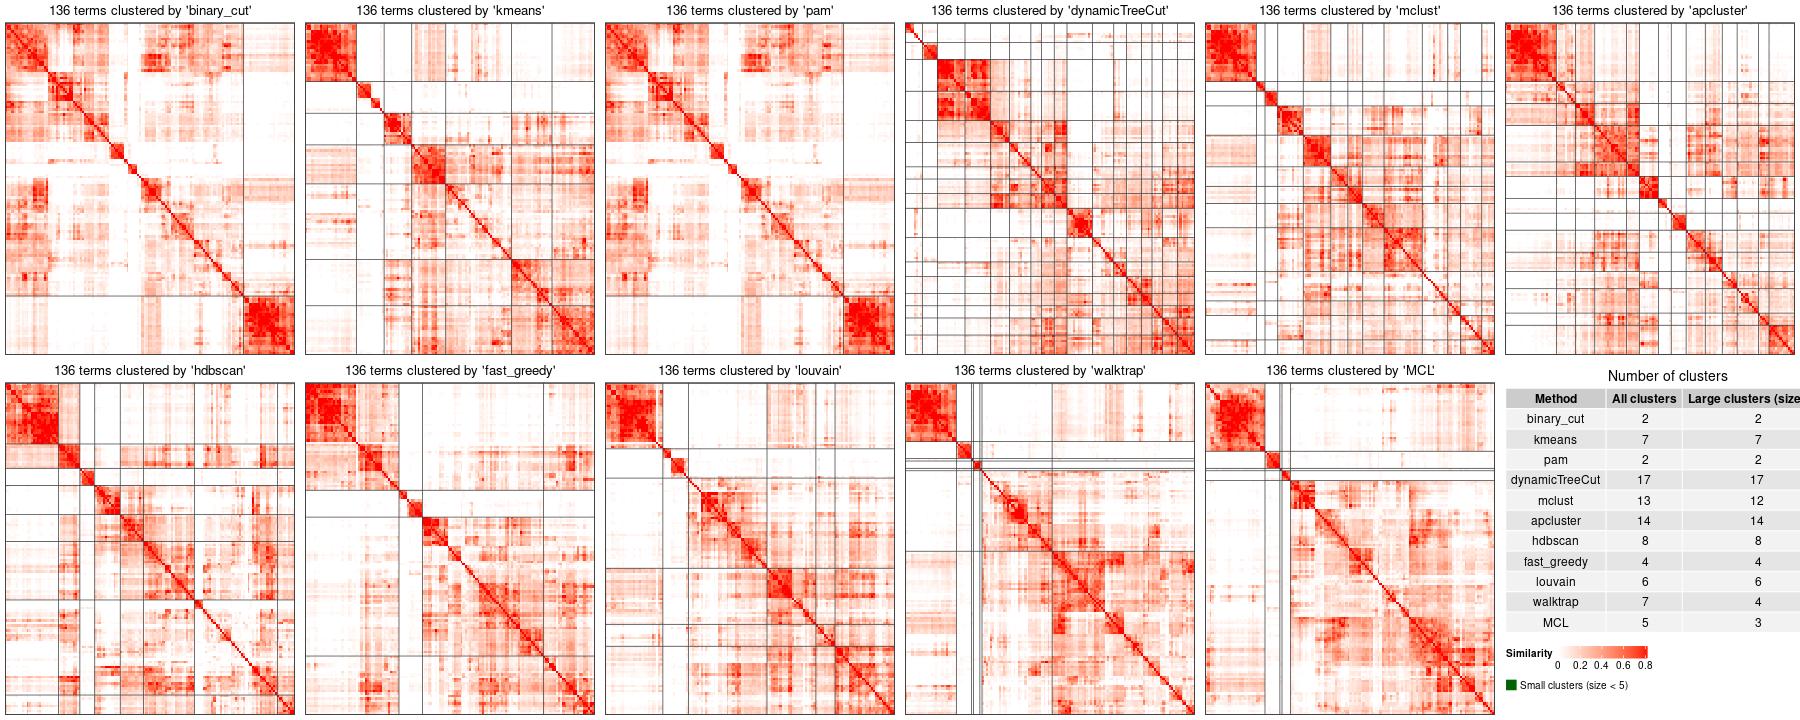 136 terms clustered by 'binary_cut'
136 terms clustered by 'kmeans'
136 terms clustered by 'pam'
136 terms clustered by 'dynamicTreeCut'
136 terms clustered by 'mclust'
136 terms clustered by 'apcluster'
136 terms clustered by 'hdbscan'
136 terms clustered by 'fast_greedy'
136 terms clustered by 'louvain'
136 terms clustered by 'walktrap'
136 terms clustered by 'MCL'
Number of clusters
Method All clusters Large clusters (size
binary_cut 2 2
kmeans 7 7
pam 2 2
dynamicTreeCut 17 17
mclust 13 12
apcluster 14 14
hdbscan 8 8
fast_greedy 4 4
louvain 6 6
walktrap 7 4
MCL 5 3
Similarity
0 0.2 0.4 0.6 0.8
Small clusters (size < 5)